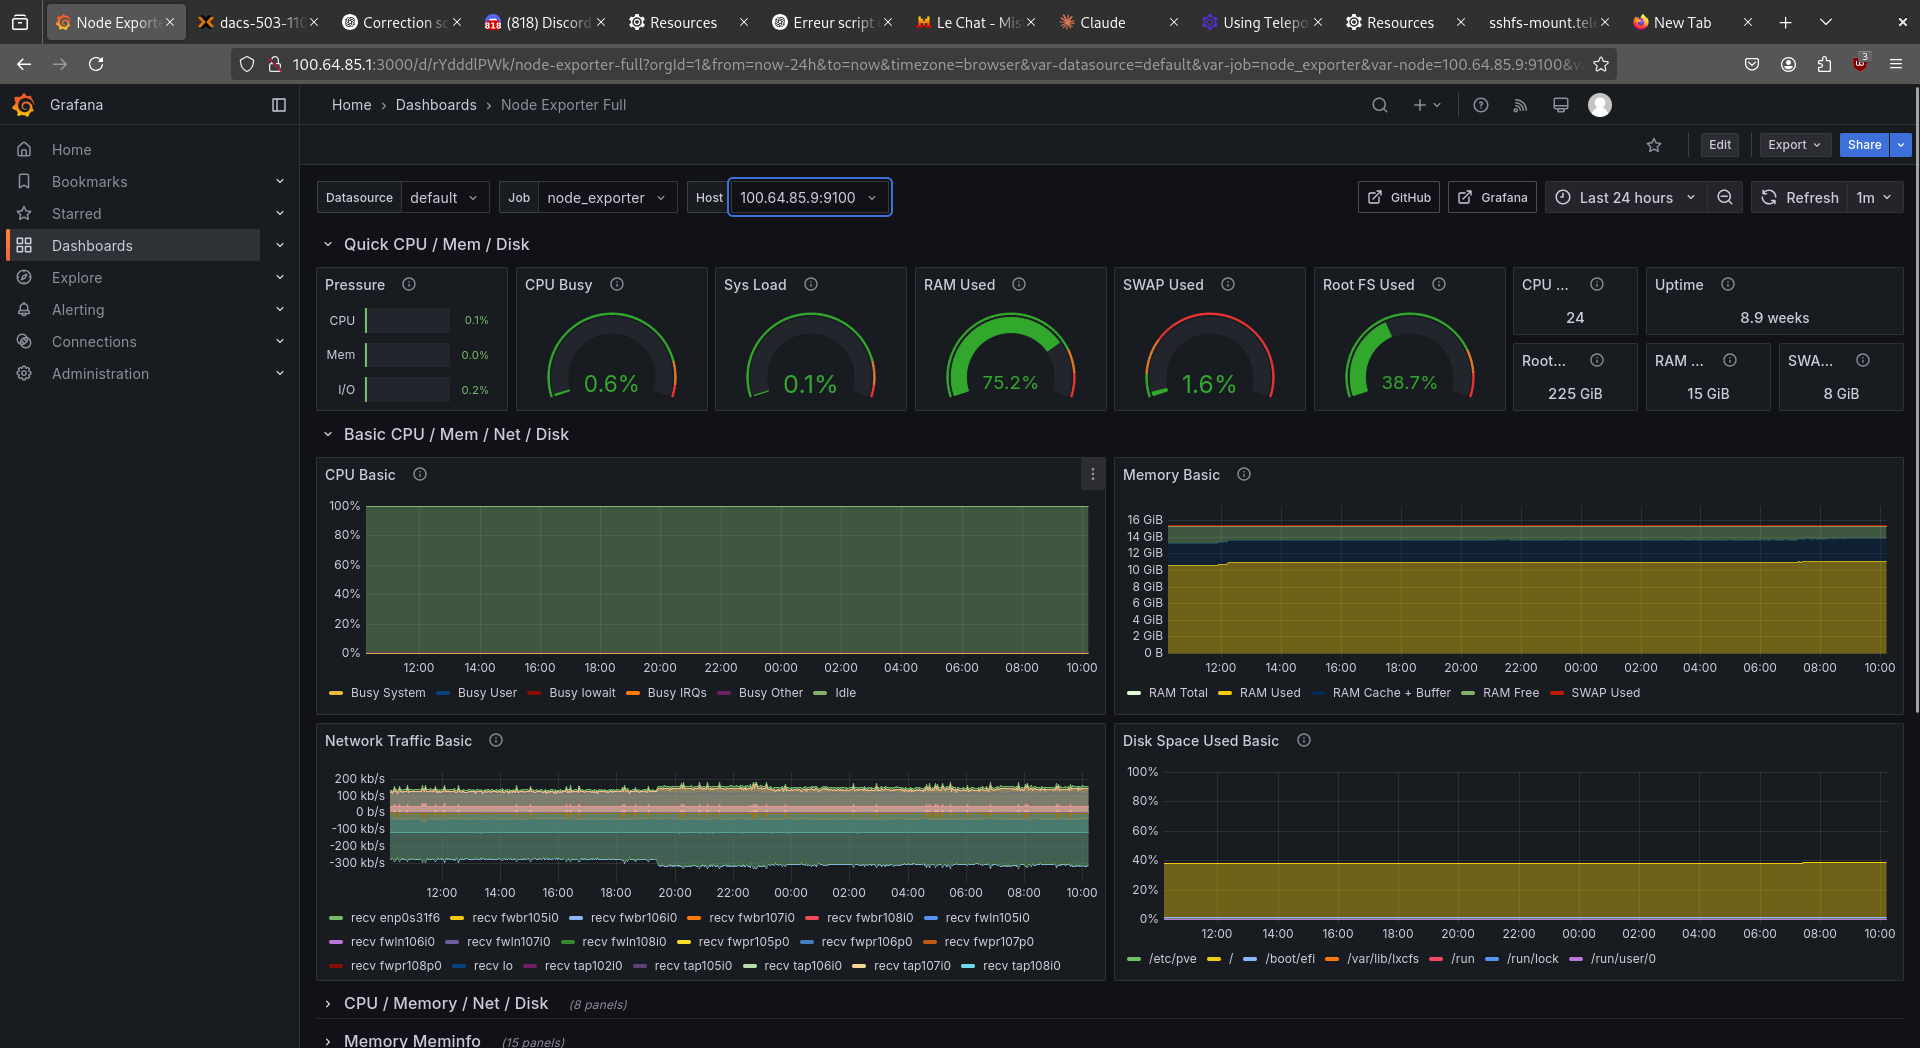 Node Exporte
dacs-503-110
Correction sc
(818) Discord
Resources
Erreur script
Le Chat - Mis
Claude
Using Telepo
Resources
sshfs-mount.tele
New Tab
100.64.85.1:3000/d/rYdddlPWk/node-exporter-full?orgId=1&from=now-24h&to=now&timezone=browser&var-datasource=default&var-job=node_exporter&var-node=100.64.85.9:9100&v
3
Grafana
Home › Dashboards › Node Exporter Full
Home
Bookmarks
Starred
Dashboards
Explore
Alerting
Connections
Administration
Edit
Export
Share
Datasource default
Job node_exporter
Host 100.64.85.9:9100
GitHub
Grafana
Last 24 hours
Refresh 1m
Quick CPU / Mem / Disk
Pressure
CPU 0.1%
Mem 0.0%
I/O 0.2%
CPU Busy
0.6%
Sys Load
0.1%
RAM Used
75.2%
SWAP Used
1.6%
Root FS Used
38.7%
CPU ...
24
Uptime
8.9 weeks
Root...
225 GiB
RAM ...
15 GiB
SWA...
8 GiB
Basic CPU / Mem / Net / Disk
CPU Basic
100%
80%
60%
40%
20%
0%
12:00 14:00 16:00 18:00 20:00 22:00 00:00 02:00 04:00 06:00 08:00 10:00
Busy System Busy User Busy Iowait Busy IRQs Busy Other Idle
Memory Basic
16 GiB
14 GiB
12 GiB
10 GiB
8 GiB
6 GiB
4 GiB
2 GiB
0 B
12:00 14:00 16:00 18:00 20:00 22:00 00:00 02:00 04:00 06:00 08:00 10:00
RAM Total RAM Used RAM Cache + Buffer RAM Free SWAP Used
Network Traffic Basic
200 kb/s
100 kb/s
0 b/s
-100 kb/s
-200 kb/s
-300 kb/s
12:00 14:00 16:00 18:00 20:00 22:00 00:00 02:00 04:00 06:00 08:00 10:00
recv enp0s31f6 recv fwbr105i0 recv fwbr106i0 recv fwbr107i0 recv fwbr108i0 recv fwln105i0
recv fwln106i0 recv fwln107i0 recv fwln108i0 recv fwpr105p0 recv fwpr106p0 recv fwpr107p0
recv fwpr108p0 recv lo recv tap102i0 recv tap105i0 recv tap106i0 recv tap107i0 recv tap108i0
Disk Space Used Basic
100%
80%
60%
40%
20%
0%
12:00 14:00 16:00 18:00 20:00 22:00 00:00 02:00 04:00 06:00 08:00 10:00
/etc/pve / /boot/efi /var/lib/lxcfs /run /run/lock /run/user/0
CPU / Memory / Net / Disk (8 panels)
Memory Meminfo (15 panels)